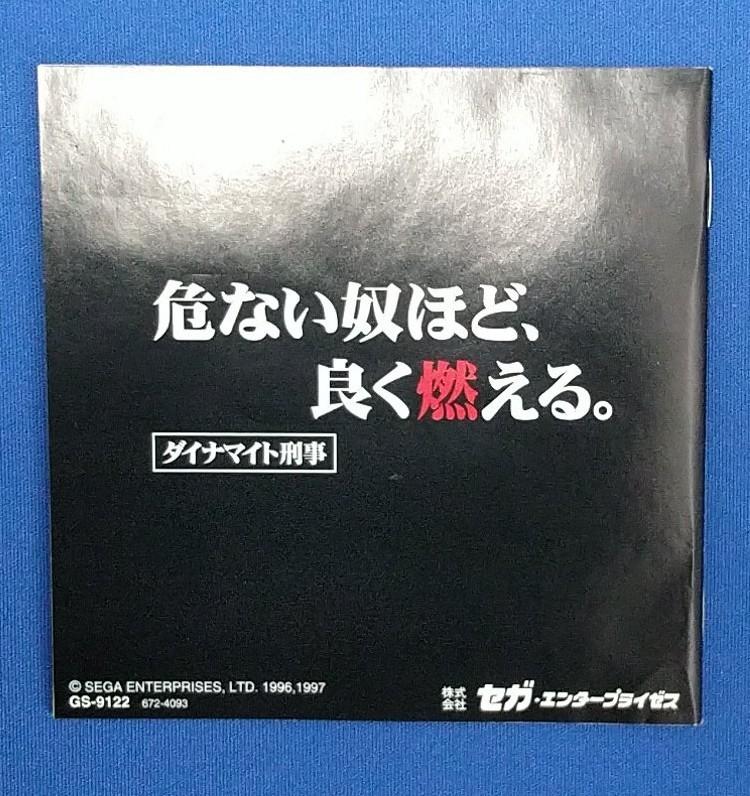 危ない奴ほど、
良く燃える。
ダイナマイト刑事
© SEGA ENTERPRISES, LTD. 1996,1997
GS-9122 672-4093
株式会社 セガ・エンタープライゼス